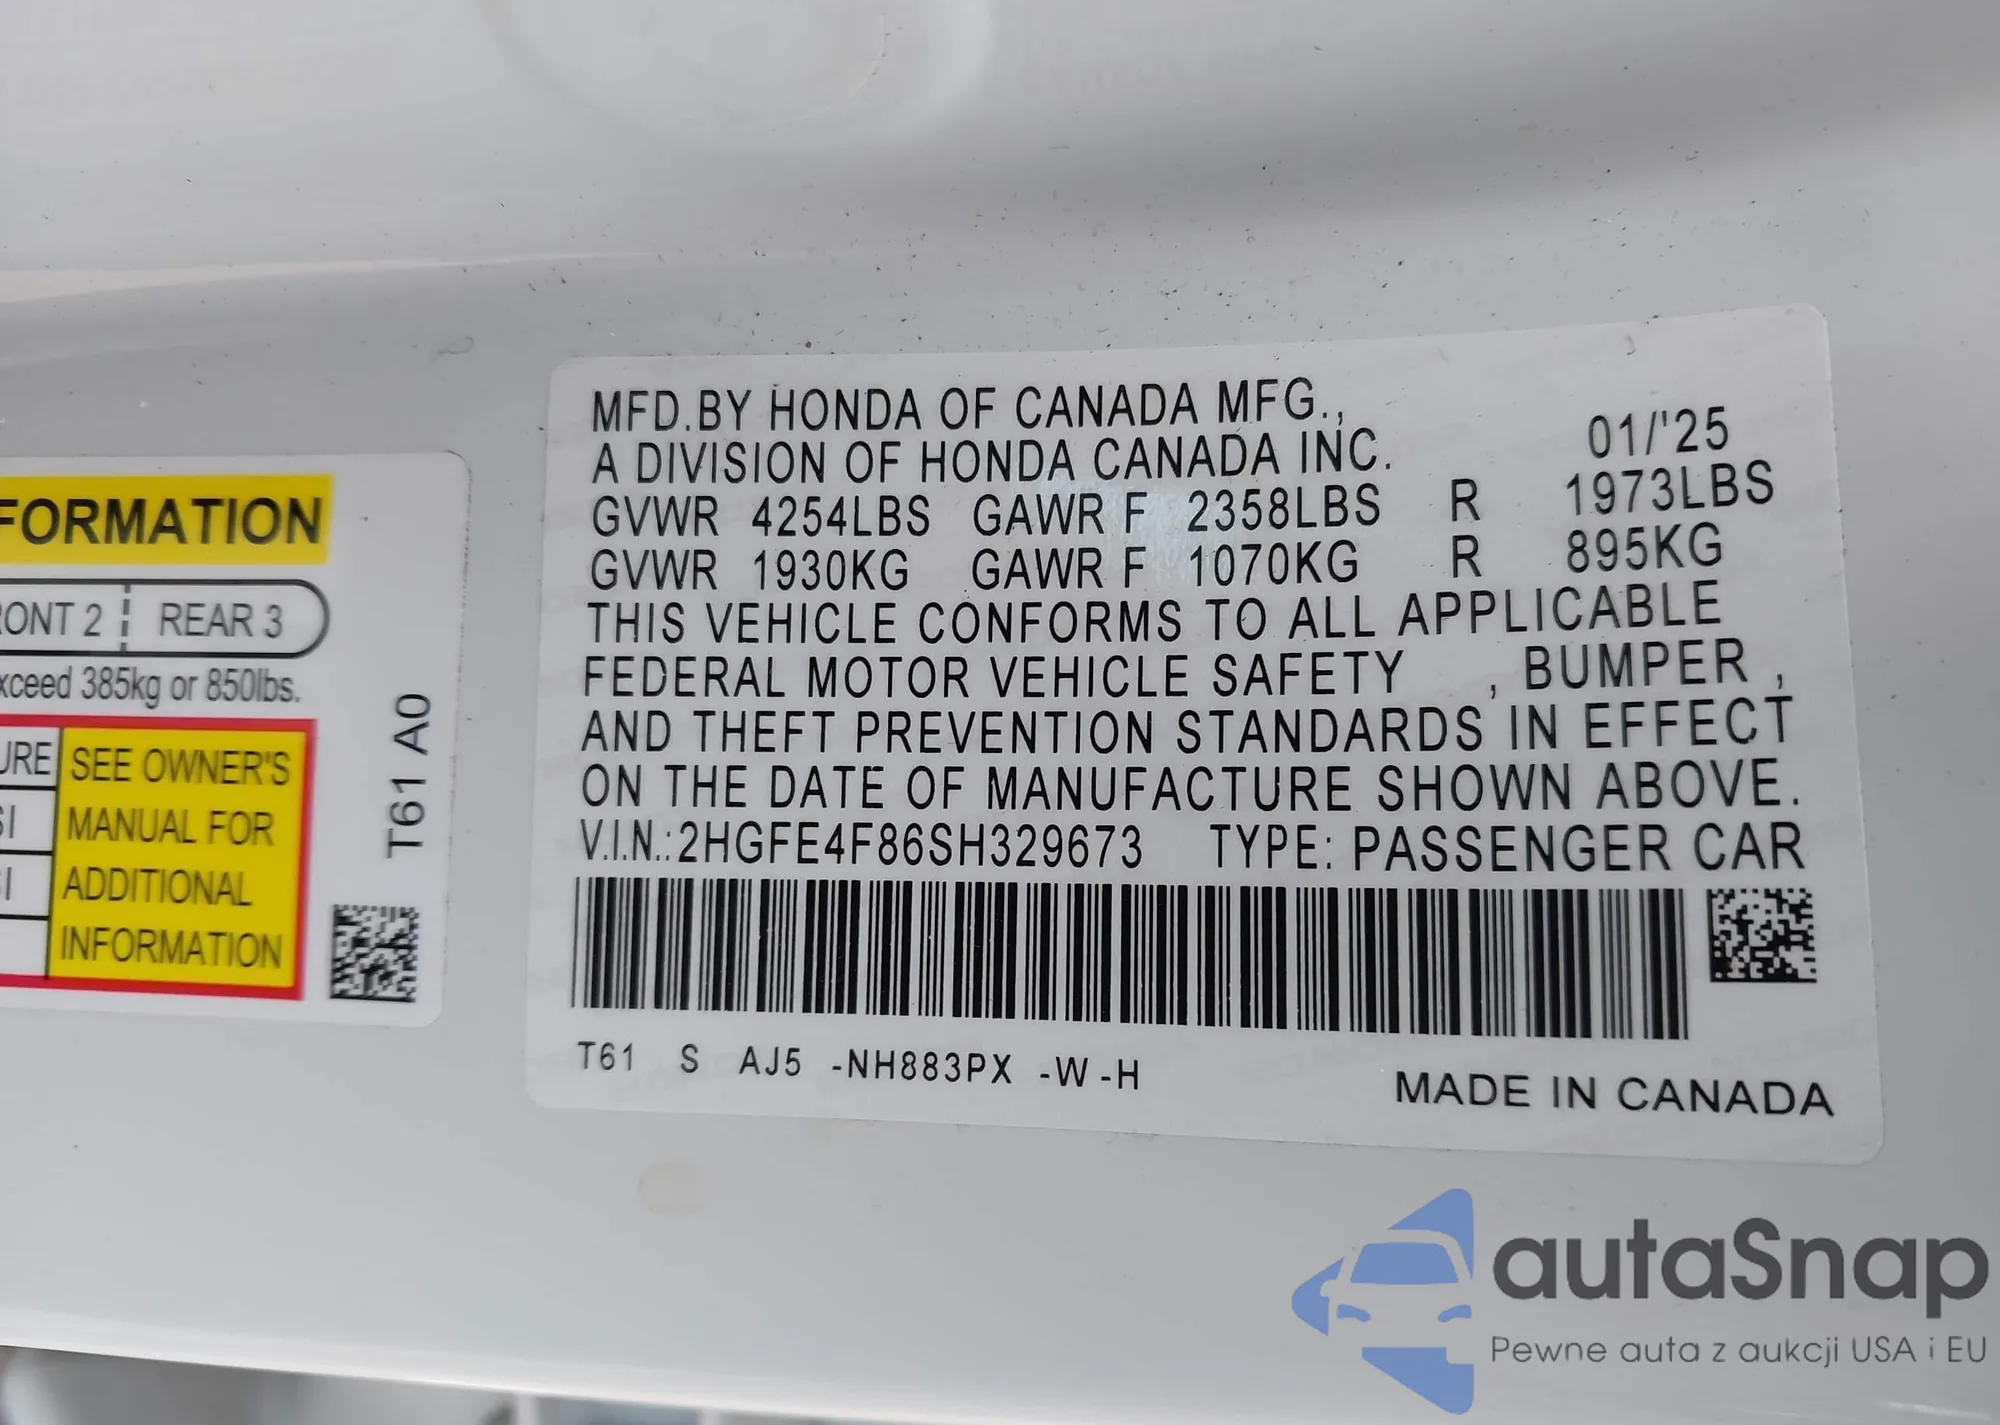 FORMATION
FRONT 2 REAR 3
exceed 385kg or 850lbs.
SEE OWNER'S
MANUAL FOR
ADDITIONAL
INFORMATION
T61 A0
MFD.BY HONDA OF CANADA MFG.,
A DIVISION OF HONDA CANADA INC. 01/'25
GVWR 4254LBS GAWR F 2358LBS R 1973LBS
GVWR 1930KG GAWR F 1070KG R 895KG
THIS VEHICLE CONFORMS TO ALL APPLICABLE
FEDERAL MOTOR VEHICLE SAFETY , BUMPER ,
AND THEFT PREVENTION STANDARDS IN EFFECT
ON THE DATE OF MANUFACTURE SHOWN ABOVE.
V.I.N.:2HGFE4F86SH329673 TYPE: PASSENGER CAR
T61 S AJ5 -NH883PX -W -H
MADE IN CANADA
autaSnap
Pewne auta z aukcji USA i EU